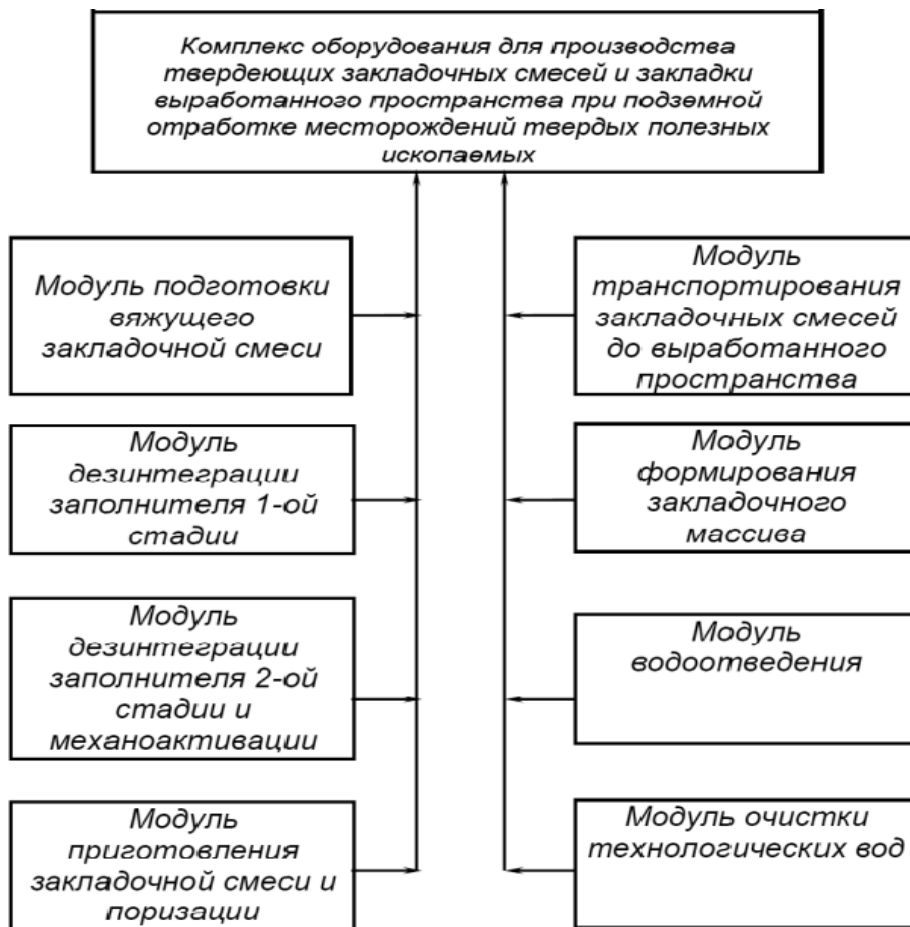 Комплекс оборудования для производства
твердеющих закладочных смесей и закладки
выработанного пространства при подземной
отработке месторождений твердых полезных
ископаемых
Модуль подготовки
вяжущего
закладочной смеси
Модуль
дезинтеграции
заполнителя 1-ой
стадии
Модуль
дезинтеграции
заполнителя 2-ой
стадии и
механоактивации
Модуль
приготовления
закладочной смеси и
поризации
Модуль
транспортирования
закладочных смесей
до выработанного
пространства
Модуль
формирования
закладочного
массива
Модуль
водоотведения
Модуль очистки
технологических вод